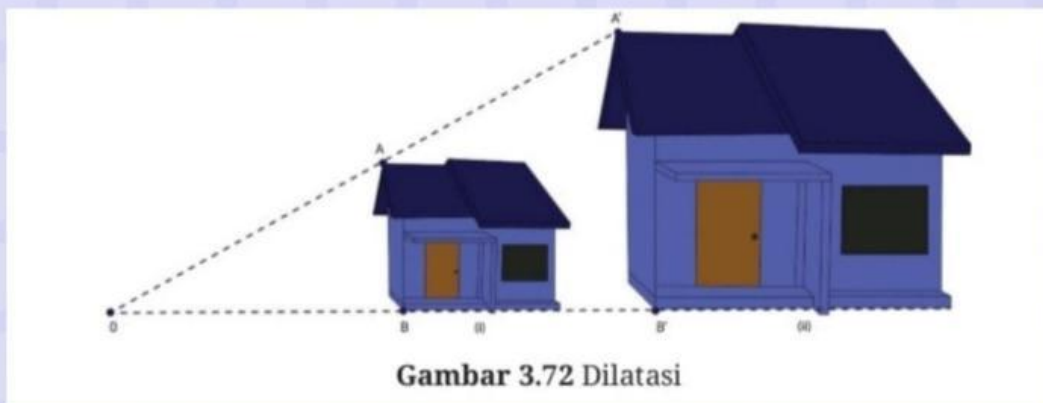 A'
A
O
B
(i)
B'
(ii)
Gambar 3.72 Dilatasi